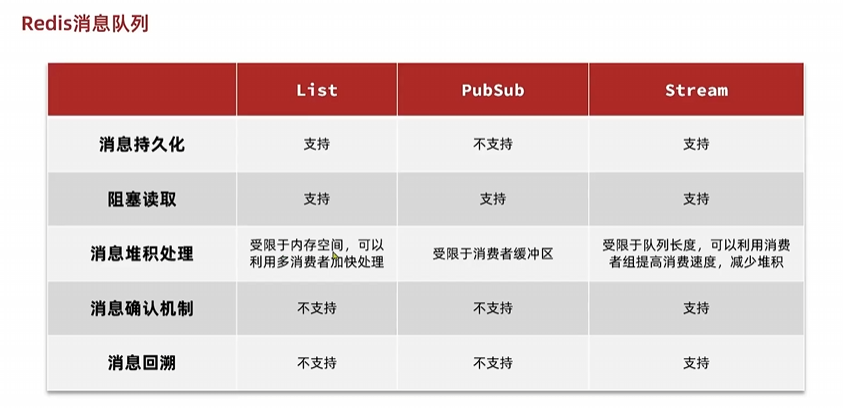 Redis消息队列
List PubSub Stream
消息持久化 支持 不支持 支持
阻塞读取 支持 支持 支持
消息堆积处理 受限于内存空间，可以 利用多消费者加快处理 受限于消费者缓冲区 受限于队列长度，可以利用消费 者组提高消费速度，减少堆积
消息确认机制 不支持 不支持 支持
消息回溯 不支持 不支持 支持